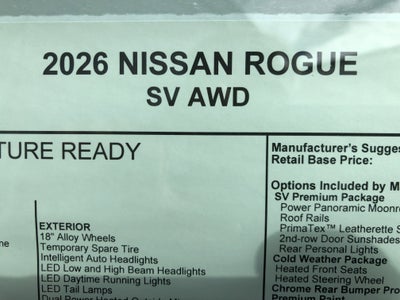 2026 NISSAN ROGUE
SV AWD
TURE READY
Manufacturer's Sugges
Retail Base Price:
EXTERIOR
18" Alloy Wheels
Temporary Spare Tire
Intelligent Auto Headlights
LED Low and High Beam Headlights
LED Daytime Running Lights
LED Tail Lamps
Options Included by M
SV Premium Package
Power Panoramic Moonro
Roof Rails
PrimaTex™ Leatherette S
2nd-row Door Sunshades
Rear Personal Lights
Cold Weather Package
Heated Front Seats
Heated Steering Wheel
Chrome Rear Bumper Pro